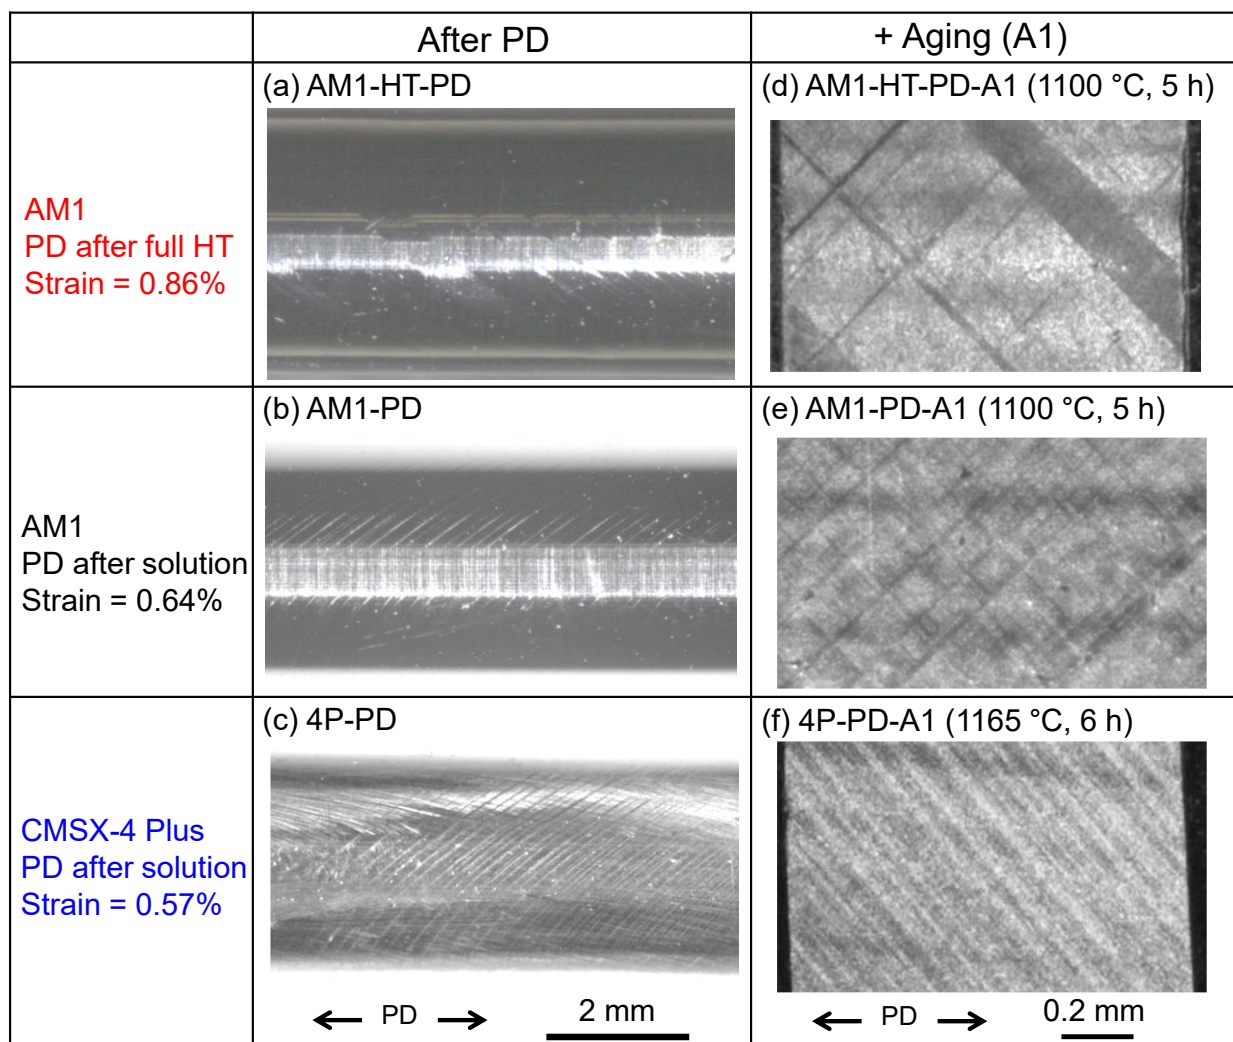 After PD
+ Aging (A1)
AM1
PD after full HT
Strain = 0.86%
(a) AM1-HT-PD
(d) AM1-HT-PD-A1 (1100 °C, 5 h)
AM1
PD after solution
Strain = 0.64%
(b) AM1-PD
(e) AM1-PD-A1 (1100 °C, 5 h)
CMSX-4 Plus
PD after solution
Strain = 0.57%
(c) 4P-PD
(f) 4P-PD-A1 (1165 °C, 6 h)
PD
2 mm
PD
0.2 mm